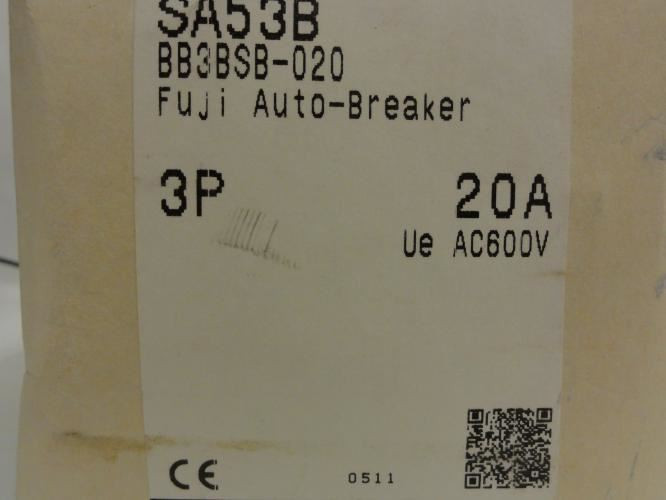 SA53B
BB3BSB-020
Fuji Auto-Breaker
3P 20A
Ue AC600V
CE 0511